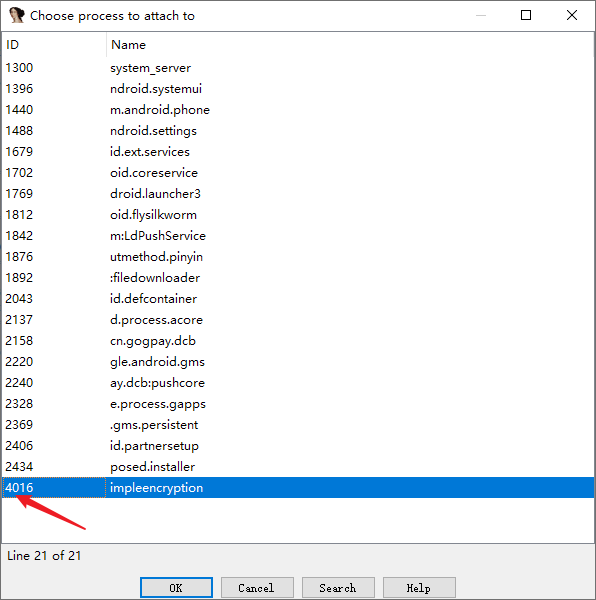 Choose process to attach to
ID Name
1300 system_server
1396 ndroid.systemui
1440 m.android.phone
1488 ndroid.settings
1679 id.ext.services
1702 oid.coreservice
1769 droid.launcher3
1812 oid.flysilkworm
1842 m:LdPushService
1876 utmethod.pinyin
1892 :filedownloader
2043 id.defcontainer
2137 d.process.acore
2158 cn.gogpay.dcb
2220 gle.android.gms
2240 ay.dcb:pushcore
2328 e.process.gapps
2369 .gms.persistent
2406 id.partnersetup
2434 posed.installer
4016 impleencryption
Line 21 of 21
OK Cancel Search Help